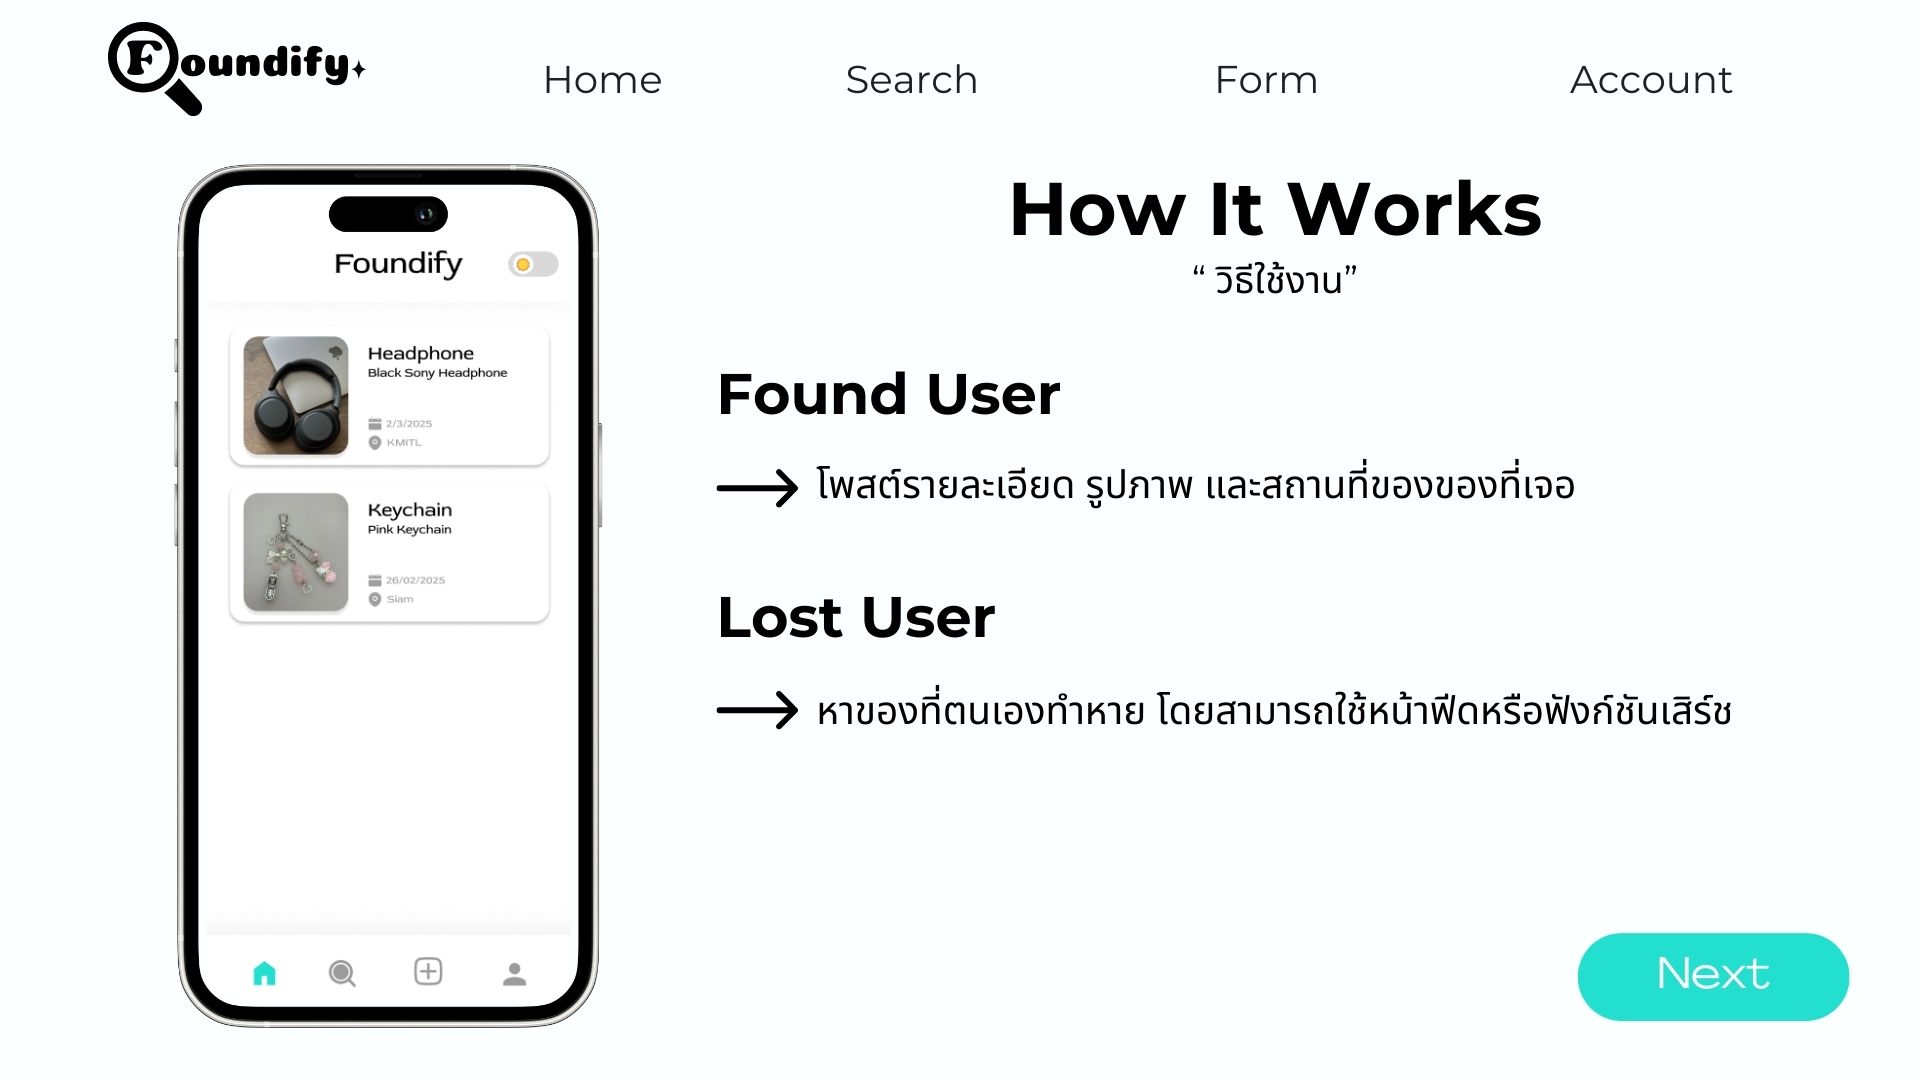 Foundify
Home
Search
Form
Account
Foundify
Headphone
Black Sony Headphone
2/3/2025
KMITL
Keychain
Pink Keychain
26/02/2025
Siam
How It Works
“ วิธีใช้งาน”
Found User
โพสต์รายละเอียด รูปภาพ และสถานที่ของของที่เจอ
Lost User
หาของที่ตนเองทำหาย โดยสามารถใช้หน้าฟีดหรือฟังก์ชันเสิร์ช
Next